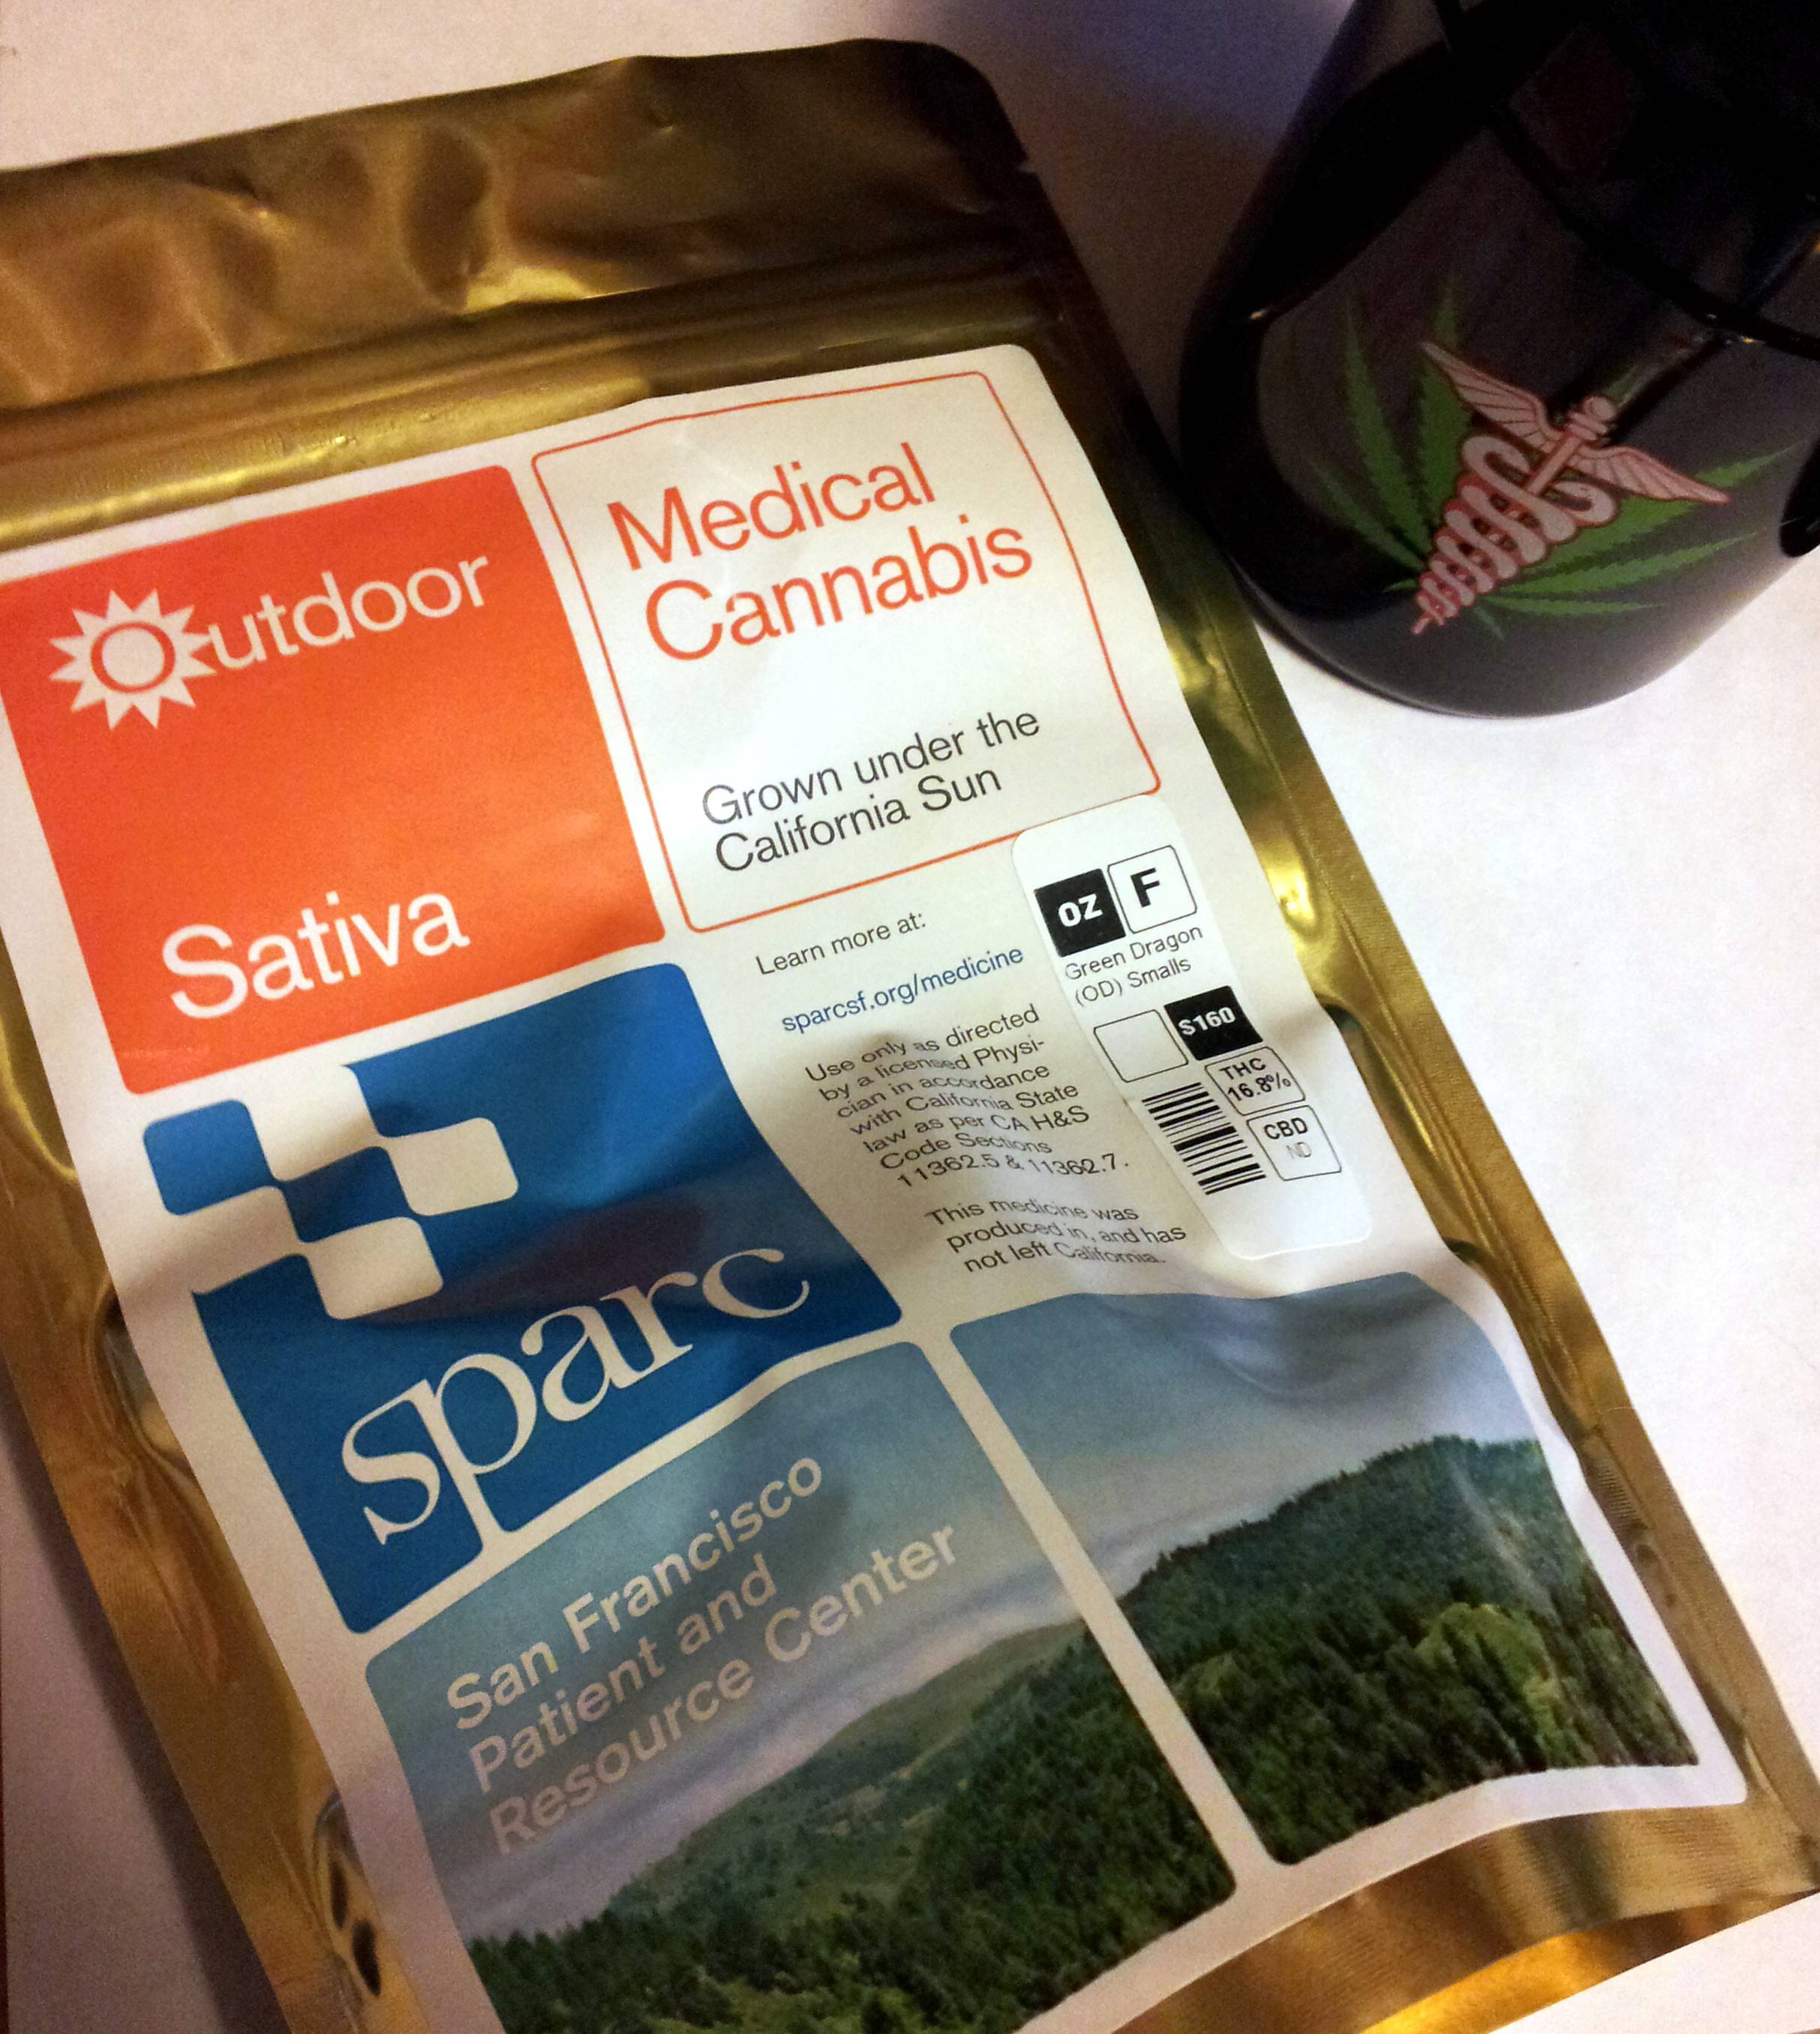 Outdoor
Sativa
Medical
Cannabis
Grown under the
California Sun
Learn more at:
sparcsf.org/medicine
Use only as directed
by a licensed Physi-
cian in accordance
with California State
law as per CA H&S
Code Sections
11362.5 & 11362.7.
This medicine was
produced in, and has
not left California.
OZ F
Green Dragon
(OD) Smalls
$160
THC
16.8%
CBD
ND
sparc
San Francisco
Patient and
Resource Center